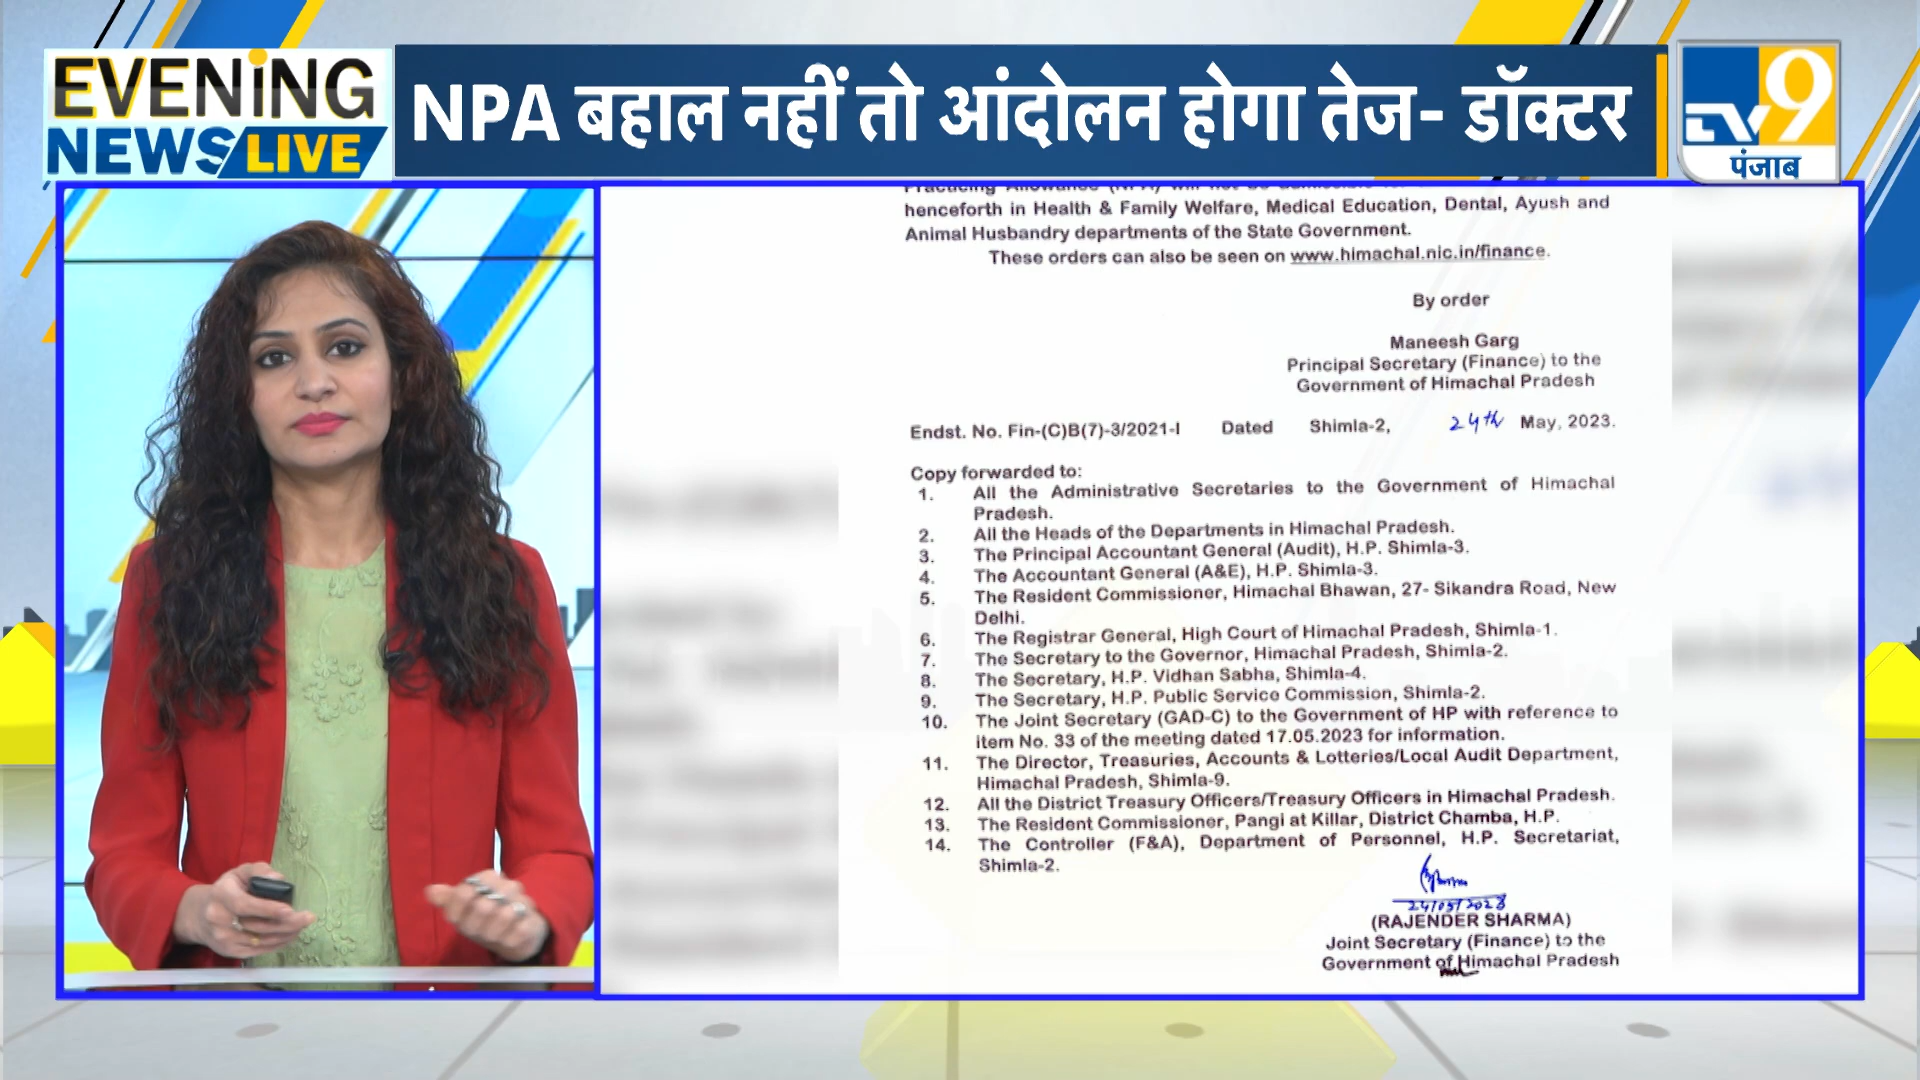 EVENING
NEWS LIVE
NPA बहाल नहीं तो आंदोलन होगा तेज- डॉक्टर
TV9
पंजाब
henceforth in Health & Family Welfare, Medical Education, Dental, Ayush and
Animal Husbandry departments of the State Government.
These orders can also be seen on www.himachal.nic.in/finance.
By order
Maneesh Garg
Principal Secretary (Finance) to the
Government of Himachal Pradesh
Endst. No. Fin-(C)B(7)-3/2021-I Dated Shimla-2, 24th May, 2023.
Copy forwarded to:
1. All the Administrative Secretaries to the Government of Himachal
Pradesh.
2. All the Heads of the Departments in Himachal Pradesh.
3. The Principal Accountant General (Audit), H.P. Shimla-3.
4. The Accountant General (A&E), H.P. Shimla-3.
5. The Resident Commissioner, Himachal Bhawan, 27- Sikandra Road, New
Delhi.
6. The Registrar General, High Court of Himachal Pradesh, Shimla-1.
7. The Secretary to the Governor, Himachal Pradesh, Shimla-2.
8. The Secretary, H.P. Vidhan Sabha, Shimla-4.
9. The Secretary, H.P. Public Service Commission, Shimla-2.
10. The Joint Secretary (GAD-C) to the Government of HP with reference to
item No. 33 of the meeting dated 17.05.2023 for information.
11. The Director, Treasuries, Accounts & Lotteries/Local Audit Department,
Himachal Pradesh, Shimla-9.
12. All the District Treasury Officers/Treasury Officers in Himachal Pradesh.
13. The Resident Commissioner, Pangi at Killar, District Chamba, H.P.
14. The Controller (F&A), Department of Personnel, H.P. Secretariat,
Shimla-2.
24/05/2023
(RAJENDER SHARMA)
Joint Secretary (Finance) to the
Government of Himachal Pradesh